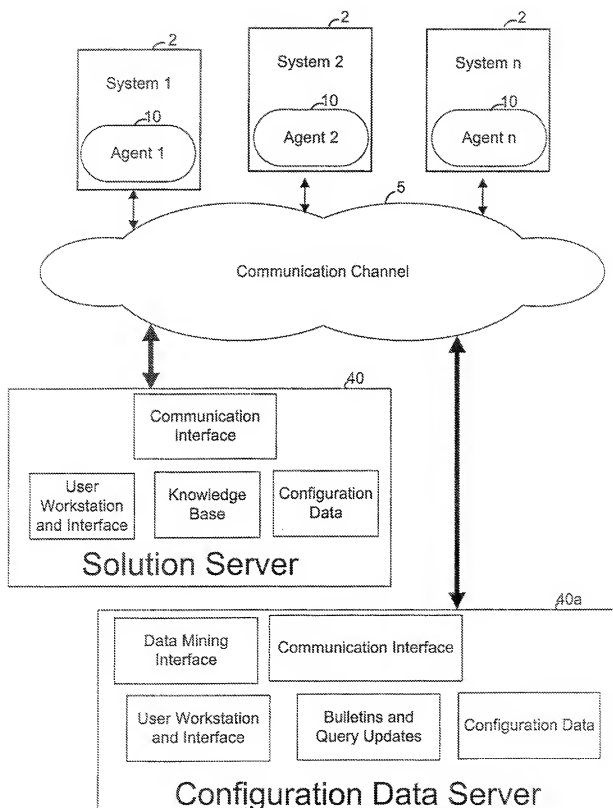 2
2
2
System 1
System 2
System n
10
10
10
Agent 1
Agent 2
Agent n
5
Communication Channel
40
Communication
Interface
User
Workstation
and Interface
Knowledge
Base
Configuration
Data
Solution Server
40a
Data Mining
Interface
Communication Interface
User Workstation
and Interface
Bulletins and
Query Updates
Configuration Data
Configuration Data Server